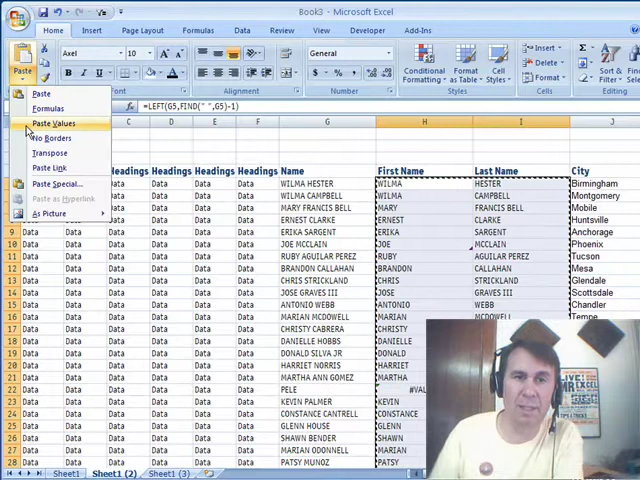 Book3 - Microsoft Excel
Home Insert Page Layout Formulas Data Review View Developer Add-Ins
Paste
Axel 10
General
Conditional Formatting
Format as Table
Cell Styles
Insert
Delete
Format
Sort & Filter
Find & Select
Paste
Formulas
Paste Values
No Borders
Transpose
Paste Link
Paste Special...
Paste as Hyperlink
As Picture
=LEFT(G5,FIND(" ",G5)-1)
C D E F G H I J
Headings Headings Headings Headings Name First Name Last Name City
Data Data Data Data WILMA HESTER WILMA HESTER Birmingham
Data Data Data Data WILMA CAMPBELL WILMA CAMPBELL Montgomery
Data Data Data Data MARY FRANCIS BELL MARY FRANCIS BELL Mobile
Data Data Data Data ERNEST CLARKE ERNEST CLARKE Huntsville
9 Data Data Data Data Data Data ERIKA SARGENT ERIKA SARGENT Anchorage
10 Data Data Data Data Data Data JOE MCCLAIN JOE MCCLAIN Phoenix
11 Data Data Data Data Data Data RUBY AGUILAR PEREZ RUBY AGUILAR PEREZ Tucson
12 Data Data Data Data Data Data BRANDON CALLAHAN BRANDON CALLAHAN Mesa
13 Data Data Data Data Data Data CHRIS STRICKLAND CHRIS STRICKLAND Glendale
14 Data Data Data Data Data Data JOSE GRAVES III JOSE GRAVES III Scottsdale
15 Data Data Data Data Data Data ANTONIO WEBB ANTONIO WEBB Chandler
16 Data Data Data Data Data Data MARIAN MCDOWELL MARIAN MCDOWELL Tempe
17 Data Data Data Data Data Data CHRISTY CABRERA CHRISTY
18 Data Data Data Data Data Data DANIELLE HOBBS DANIELLE
19 Data Data Data Data Data Data DONALD SILVA JR DONALD
20 Data Data Data Data Data Data HARRIET NORRIS HARRIET
21 Data Data Data Data Data Data MARTHA ANN GOMEZ MARTHA
22 Data Data Data Data Data Data PELE #VAL
23 Data Data Data Data Data Data KEVIN PALMER KEVIN
24 Data Data Data Data Data Data CONSTANCE CANTRELL CONSTANCE
25 Data Data Data Data Data Data GLENN HOUSE GLENN
26 Data Data Data Data Data Data SHAWN BENDER SHAWN
27 Data Data Data Data Data Data MARIAN ODONNELL MARIAN
28 Data Data Data Data Data Data PATSY MUNOZ PATSY
Sheet1 Sheet1 (2) Sheet1 (3)
LIVE!
MR EXCEL